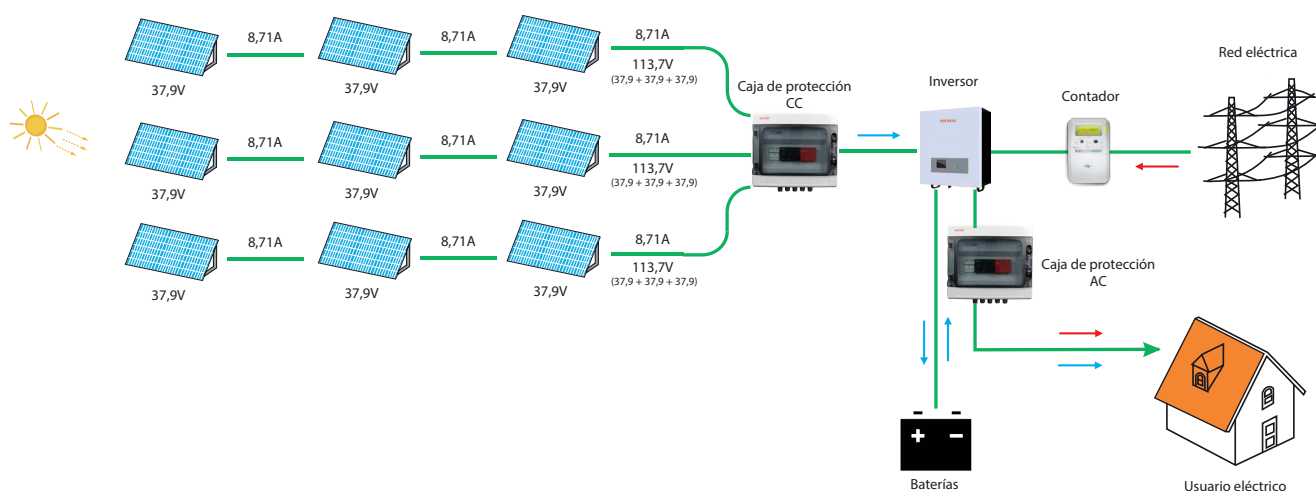 8,71A
8,71A
8,71A
113,7V
(37,9 + 37,9 + 37,9)
37,9V
37,9V
37,9V
8,71A
8,71A
8,71A
113,7V
(37,9 + 37,9 + 37,9)
37,9V
37,9V
37,9V
8,71A
8,71A
8,71A
113,7V
(37,9 + 37,9 + 37,9)
37,9V
37,9V
37,9V
Caja de protección
CC
Inversor
Contador
Red eléctrica
Caja de protección
AC
+ −
Baterías
Usuario eléctrico